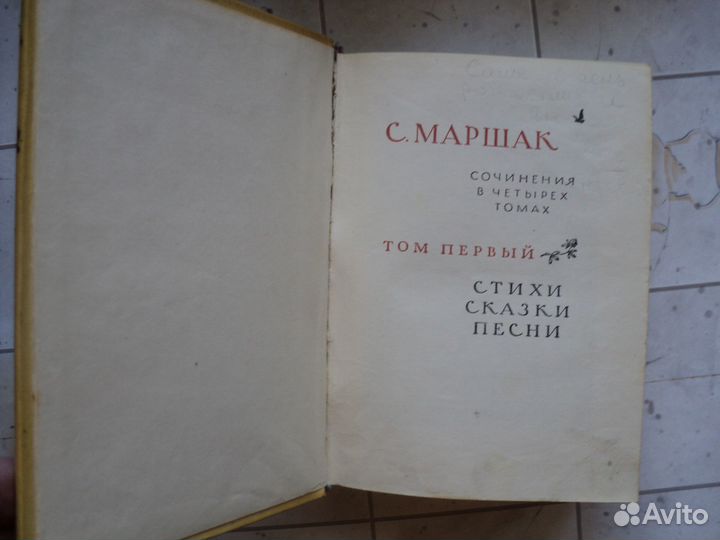 С. МАРШАК
СОЧИНЕНИЯ
В ЧЕТЫРЕХ
ТОМАХ
ТОМ ПЕРВЫЙ
СТИХИ
СКАЗКИ
ПЕСНИ
Avito